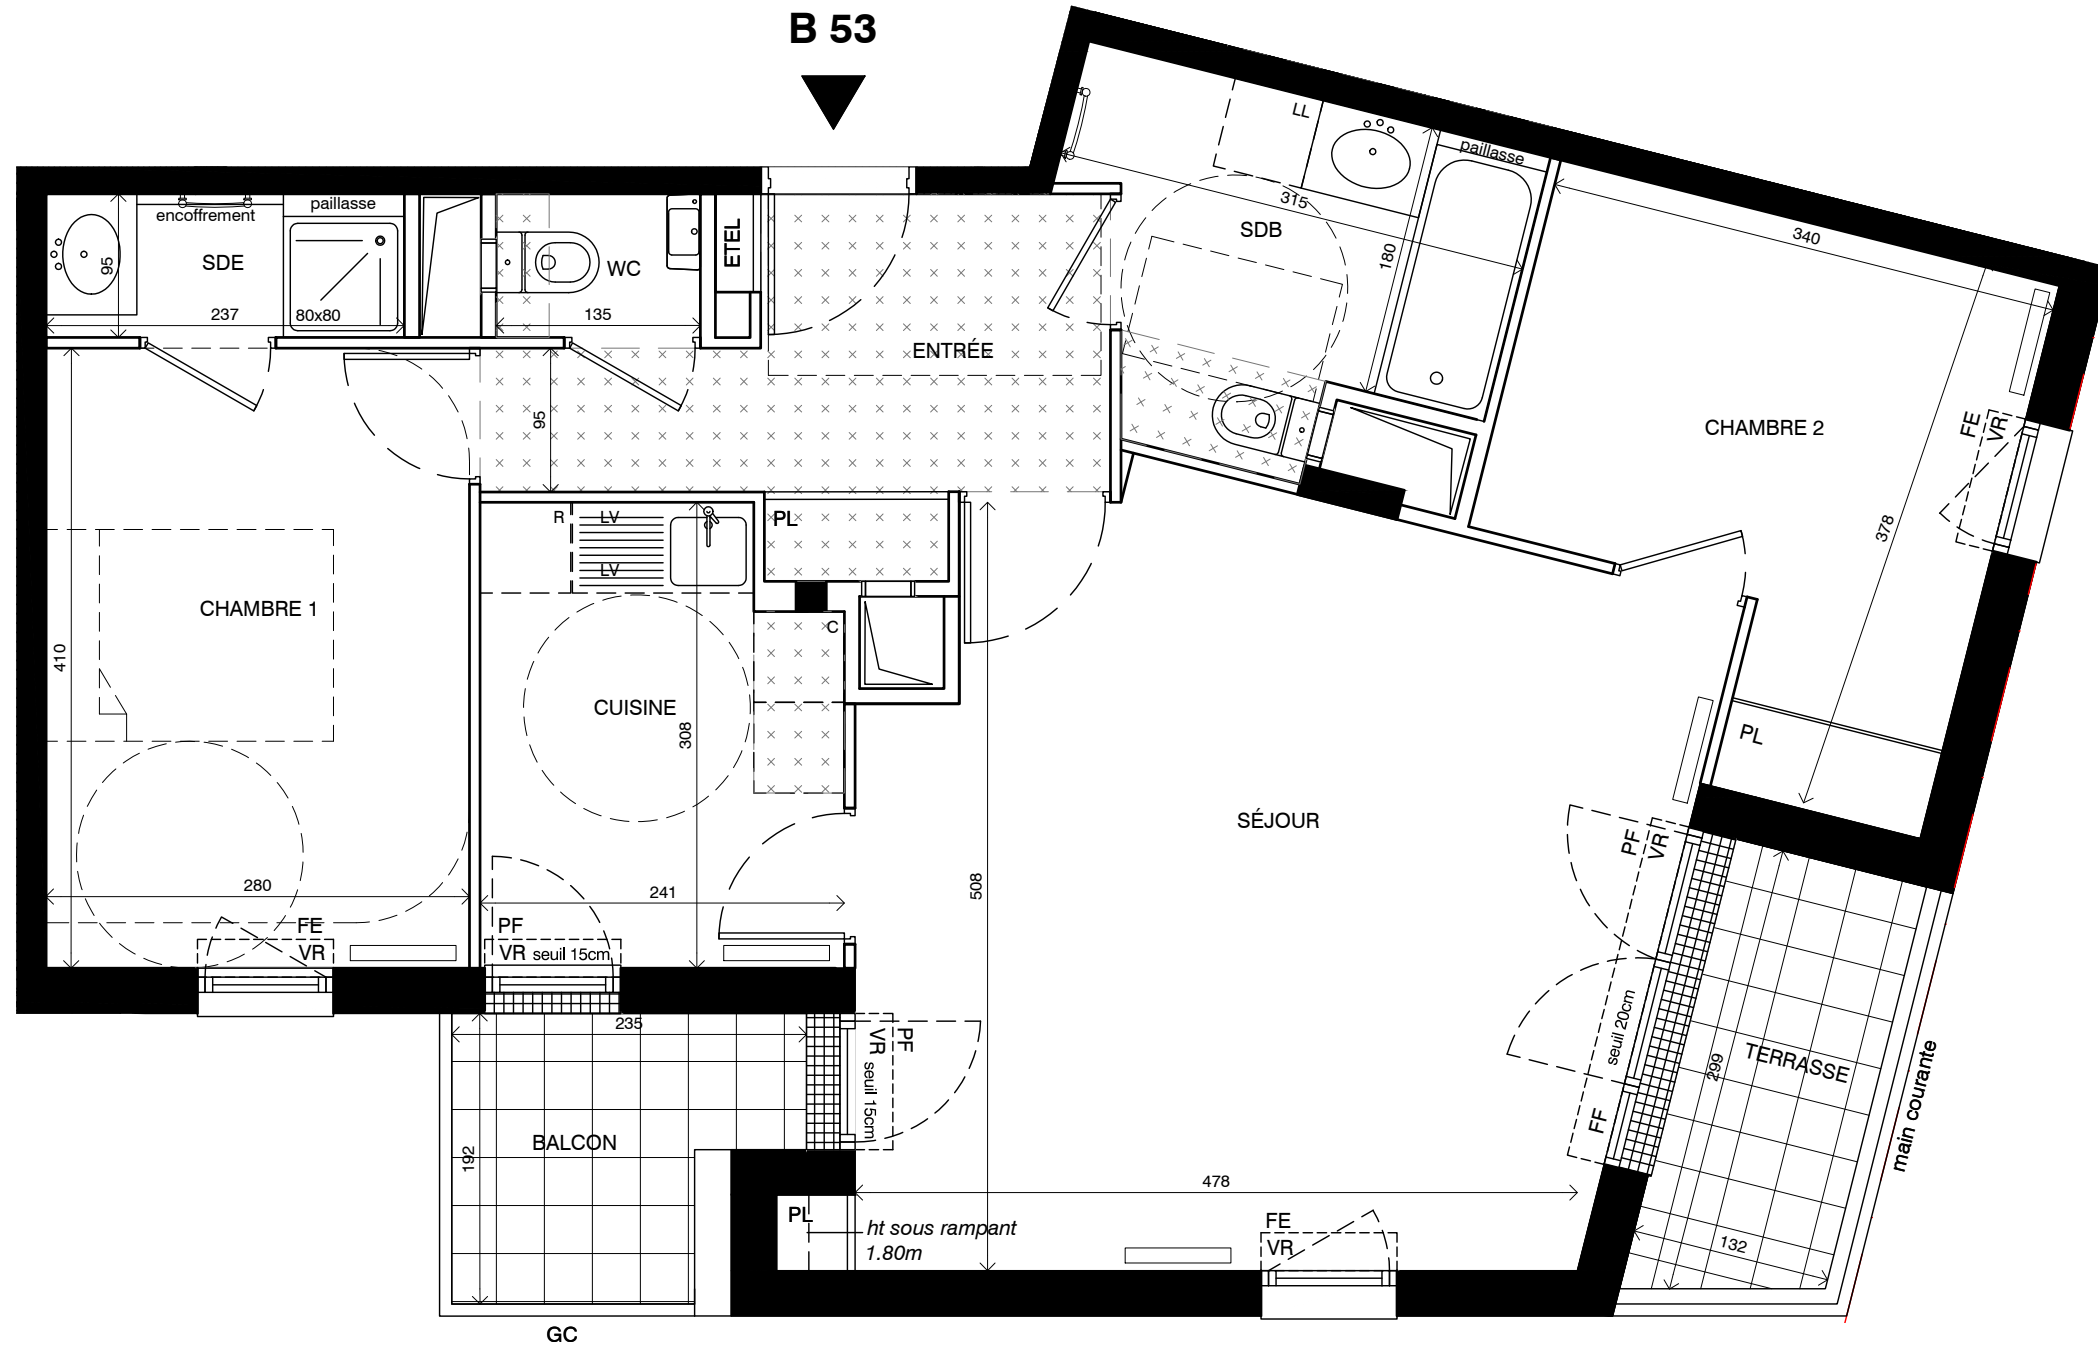 B 53
LL
paillasse
315
SDB
180
340
encoffrement
paillasse
SDE
95
237
80x80
WC
135
ETEL
ENTRÉE
95
CHAMBRE 2
FE
VR
378
R
LV
LV
PL
C
CHAMBRE 1
410
CUISINE
308
PL
SÉJOUR
PF
VR
508
280
241
FE
VR
PF
VR seuil 15cm
235
VR
PF
seuil 15cm
seuil 20cm
299
TERRASSE
main courante
FF
BALCON
192
478
PL
ht sous rampant
1.80m
FE
VR
132
GC